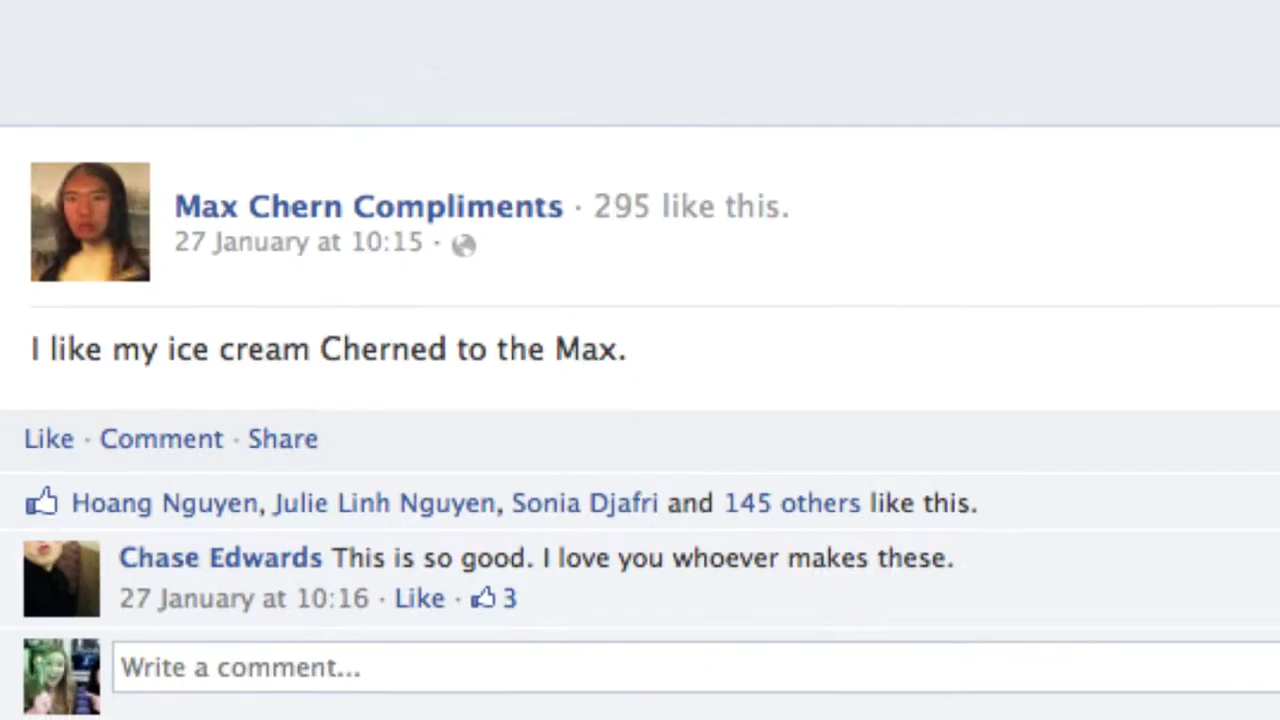 Max Chern Compliments · 295 like this.
27 January at 10:15 ·
I like my ice cream Cherned to the Max.
Like · Comment · Share
Hoang Nguyen, Julie Linh Nguyen, Sonia Djafri and 145 others like this.
Chase Edwards This is so good. I love you whoever makes these.
27 January at 10:16 · Like · 3
Write a comment...